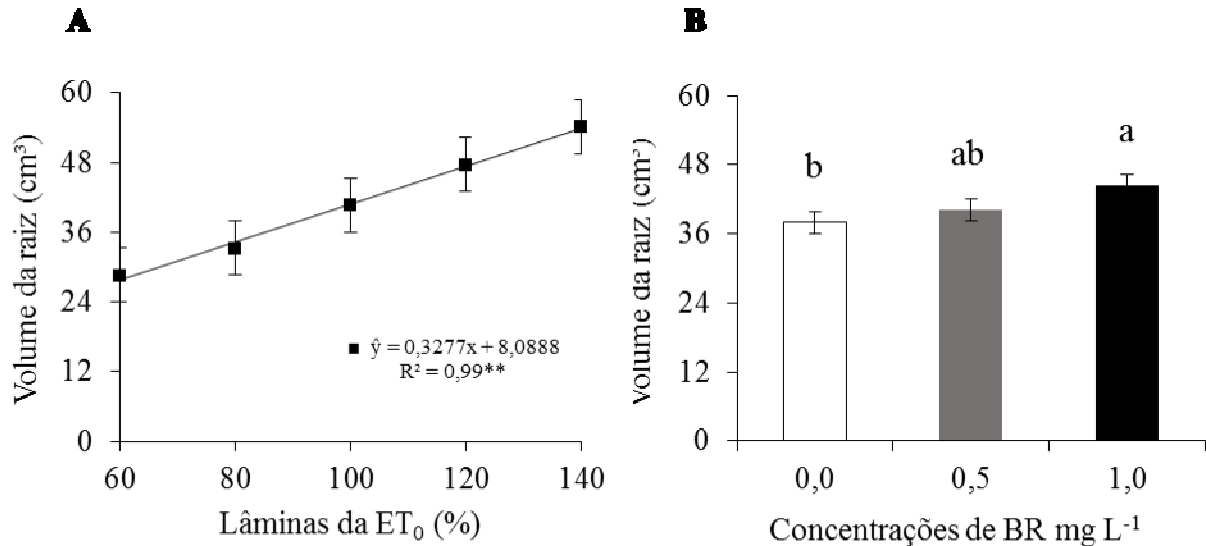 A
Volume da raiz (cm³)
60
48
36
24
12
0
ŷ = 0,3277x + 8,0888
R² = 0,99**
60 80 100 120 140
Lâminas da ET₀ (%)
B
Volume da raiz (cm³)
60
48
36
24
12
0
b ab a
0,0 0,5 1,0
Concentrações de BR mg L⁻¹